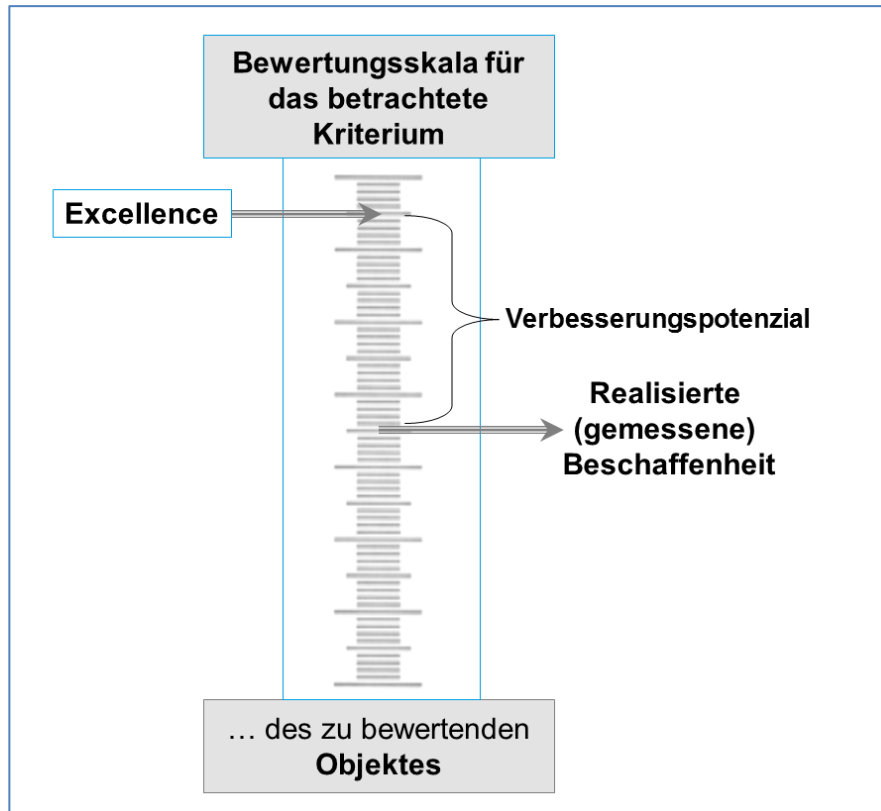 Bewertungsskala für
das betrachtete
Kriterium
Excellence
Verbesserungspotenzial
Realisierte
(gemessene)
Beschaffenheit
… des zu bewertenden
Objektes